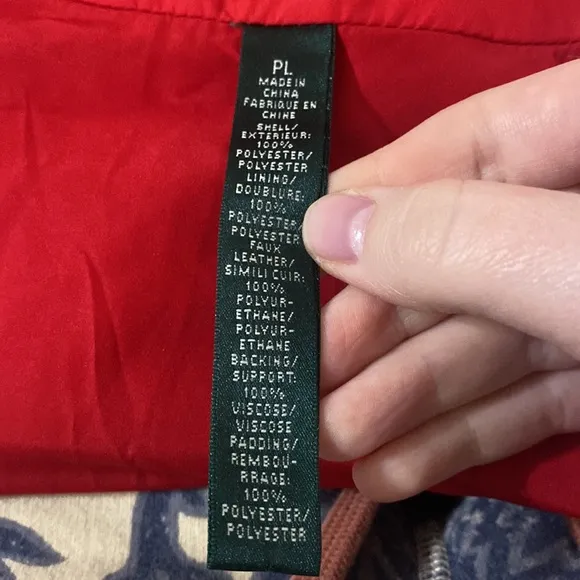 PL
MADE IN
CHINA
FABRIQUE EN
CHINE
SHELL/
EXTERIEUR:
100%
POLYESTER/
POLYESTER
LINING/
DOUBLURE:
100%
POLYESTER/
POLYESTER
FAUX
LEATHER/
SIMILI CUIR:
100%
POLYUR-
ETHANE/
POLYUR-
ETHANE
BACKING/
SUPPORT:
100%
VISCOSE/
VISCOSE
PADDING/
REMBOU-
RRAGE:
100%
POLYESTER/
POLYESTER